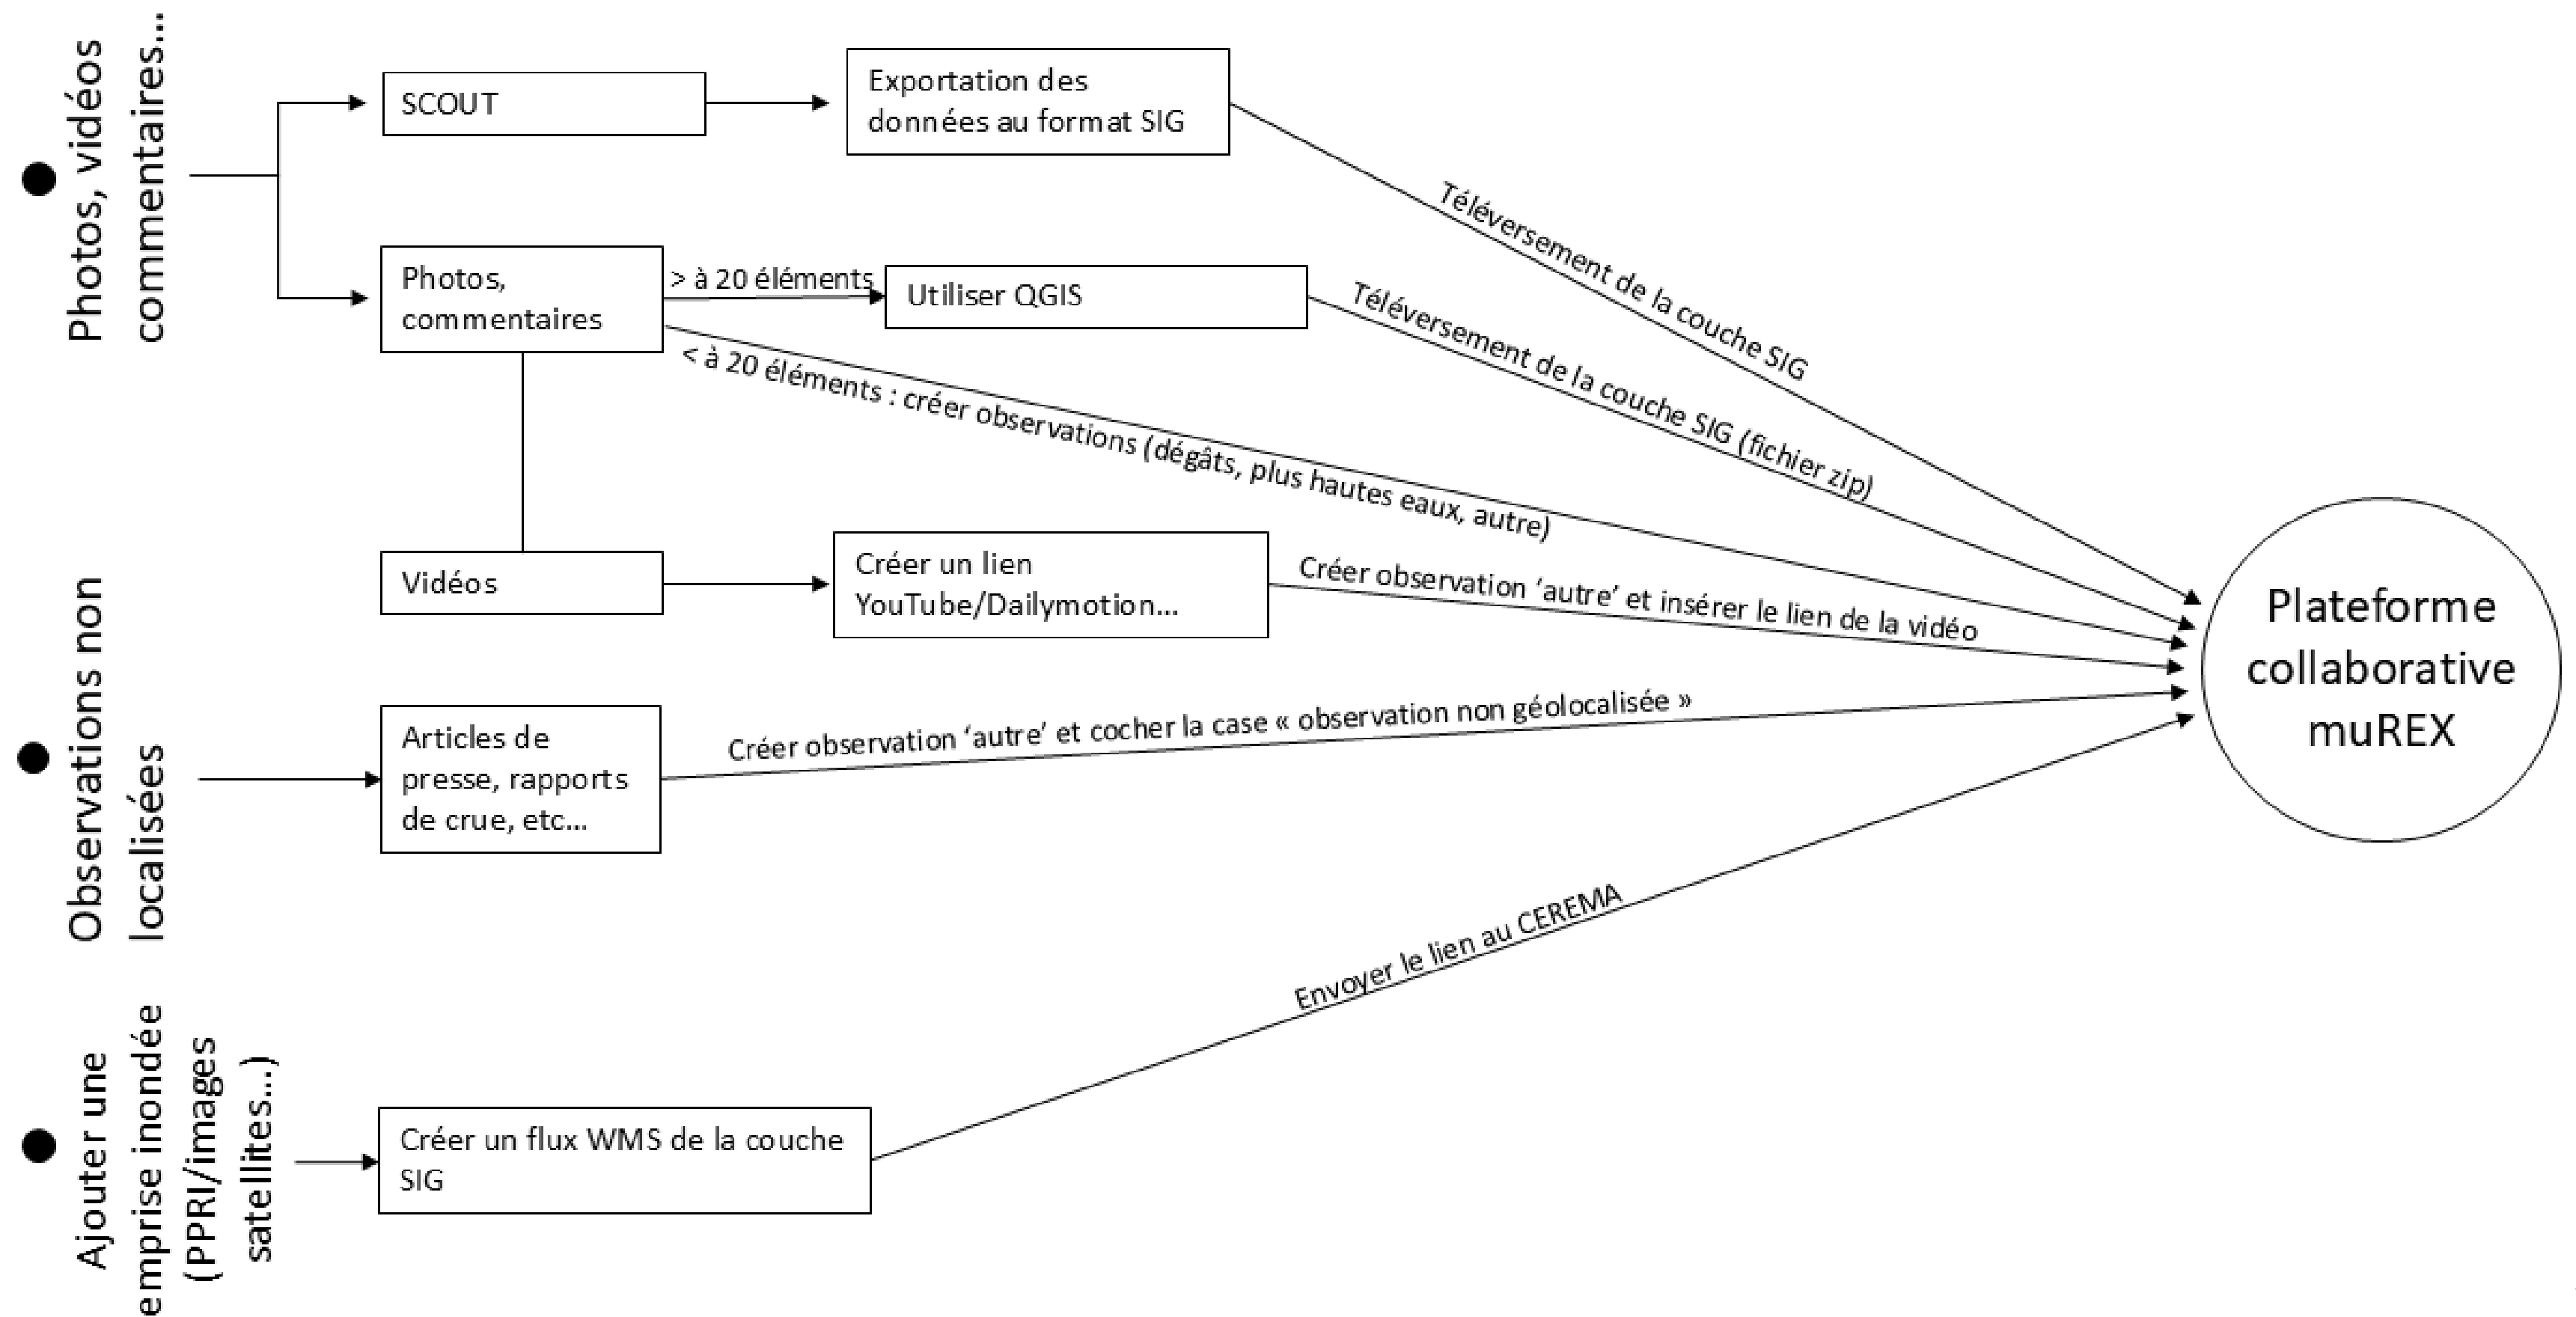 Photos, vidéos
commentaires...
SCOUT
Exportation des
données au format SIG
Téléversement de la couche SIG
Photos,
commentaires
> à 20 éléments
Utiliser QGIS
Téléversement de la couche SIG (fichier zip)
< à 20 éléments : créer observations (dégâts, plus hautes eaux, autre)
Vidéos
Créer un lien
YouTube/Dailymotion...
Créer observation ‘autre’ et insérer le lien de la vidéo
Observations non
localisées
Articles de
presse, rapports
de crue, etc...
Créer observation ‘autre’ et cocher la case « observation non géolocalisée »
Ajouter une
emprise inondée
(PPRI/images
satellites...)
Créer un flux WMS de la couche
SIG
Envoyer le lien au CEREMA
Plateforme
collaborative
muREX